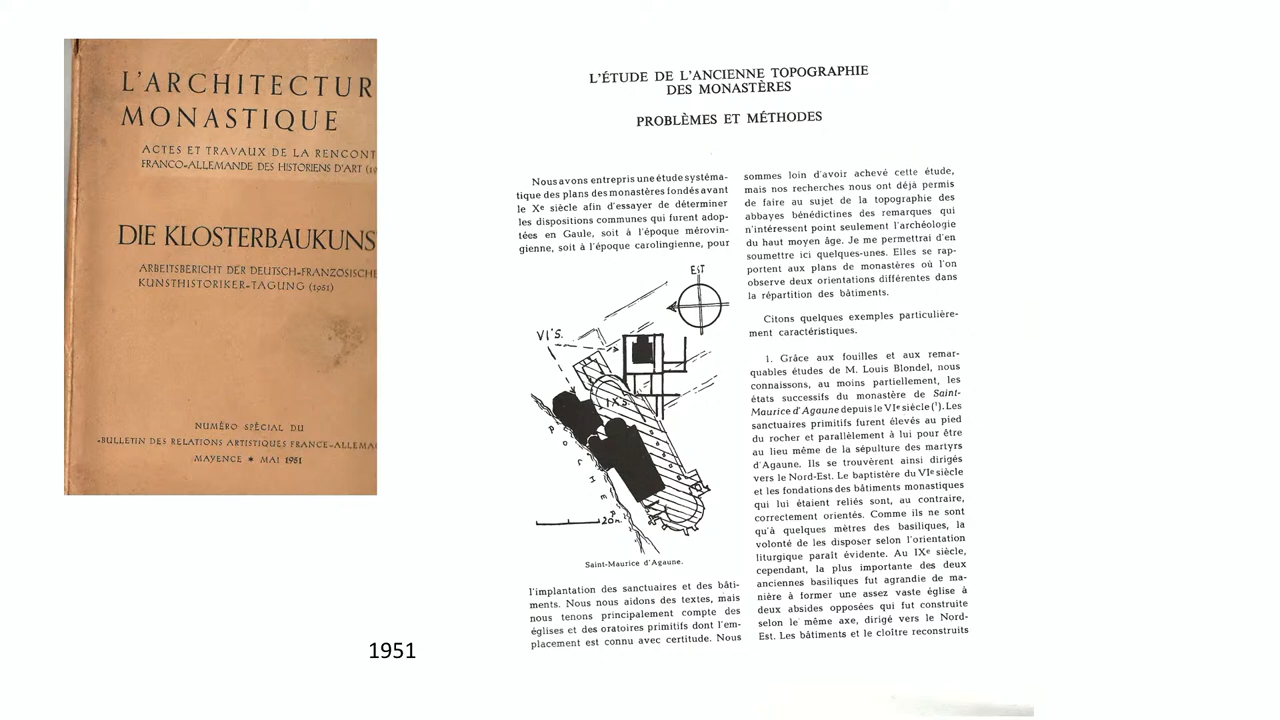 L'ARCHITECTUR
MONASTIQUE
ACTES ET TRAVAUX DE LA RENCONT
FRANCO-ALLEMANDE DES HISTORIENS D'ART (19
DIE KLOSTERBAUKUNS
ARBEITSBERICHT DER DEUTSCH-FRANZÖSISCHE
KUNSTHISTORIKER-TAGUNG (1951)
NUMÉRO SPÉCIAL DU
-BULLETIN DES RELATIONS ARTISTIQUES FRANCE-ALLEMA
MAYENCE * MAI 1951
1951
L'ÉTUDE DE L'ANCIENNE TOPOGRAPHIE
DES MONASTÈRES
PROBLÈMES ET MÉTHODES
Nous avons entrepris une étude systéma-
tique des plans des monastères fondés avant
le Xe siècle afin d'essayer de déterminer
les dispositions communes qui furent adop-
tées en Gaule, soit à l'époque mérovin-
gienne, soit à l'époque carolingienne, pour
EST
VIe S.
IXe S.
20 m.
Saint-Maurice d'Agaune.
l'implantation des sanctuaires et des bâti-
ments. Nous nous aidons des textes, mais
nous tenons principalement compte des
églises et des oratoires primitifs dont l'em-
placement est connu avec certitude. Nous
sommes loin d'avoir achevé cette étude,
mais nos recherches nous ont déjà permis
de faire au sujet de la topographie des
abbayes bénédictines des remarques qui
n'intéressent point seulement l'archéologie
du haut moyen âge. Je me permettrai d'en
soumettre ici quelques-unes. Elles se rap-
portent aux plans de monastères où l'on
observe deux orientations différentes dans
la répartition des bâtiments.
Citons quelques exemples particulière-
ment caractéristiques.
1. Grâce aux fouilles et aux remar-
quables études de M. Louis Blondel, nous
connaissons, au moins partiellement, les
états successifs du monastère de Saint-
Maurice d'Agaune depuis le VIe siècle (1). Les
sanctuaires primitifs furent élevés au pied
du rocher et parallèlement à lui pour être
au lieu même de la sépulture des martyrs
d'Agaune. Ils se trouvèrent ainsi dirigés
vers le Nord-Est. Le baptistère du VIe siècle
et les fondations des bâtiments monastiques
qui lui étaient reliés sont, au contraire,
correctement orientés. Comme ils ne sont
qu'à quelques mètres des basiliques, la
volonté de les disposer selon l'orientation
liturgique paraît évidente. Au IXe siècle,
cependant, la plus importante des deux
anciennes basiliques fut agrandie de ma-
nière à former une assez vaste église à
deux absides opposées qui fut construite
selon le même axe, dirigé vers le Nord-
Est. Les bâtiments et le cloître reconstruits